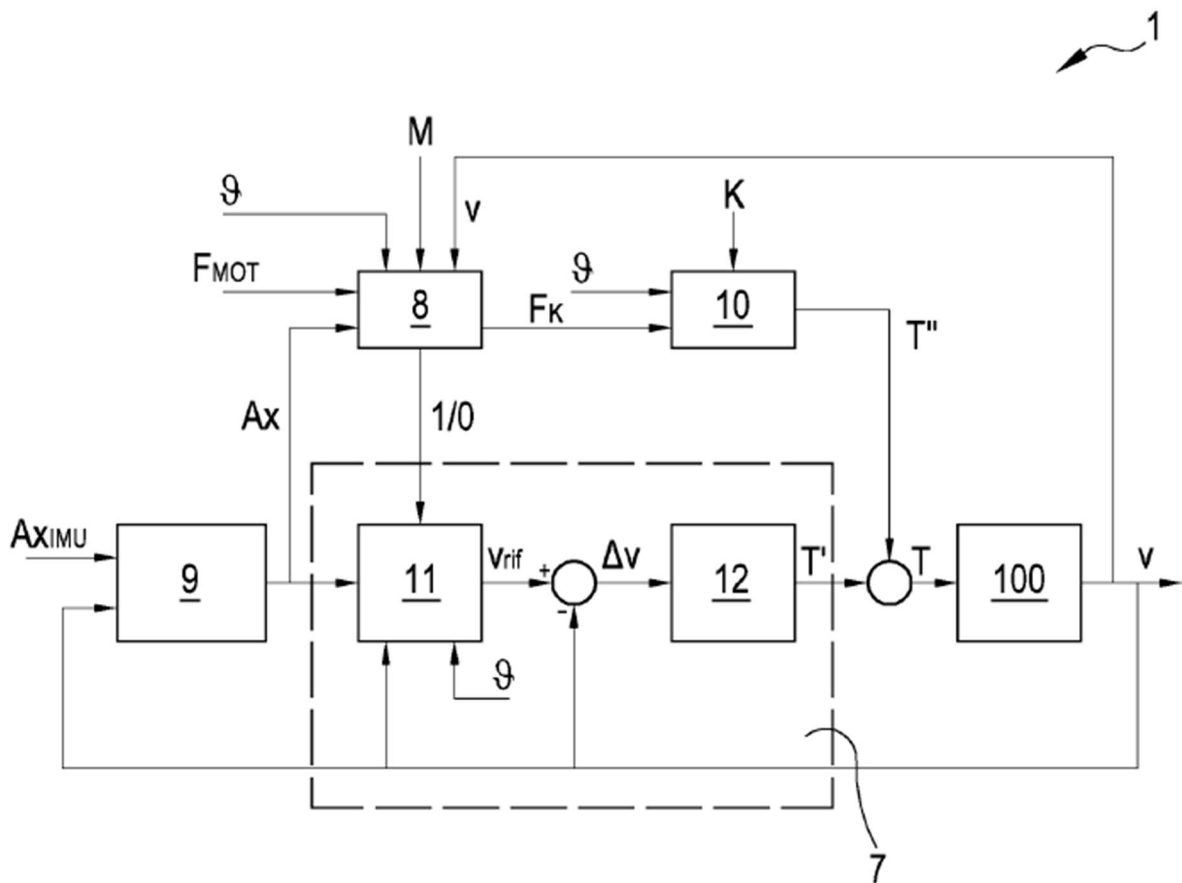 1
M
ϑ
v
K
FMOT
ϑ
8
FK
10
T"
Ax
1/0
AxIMU
9
11
vrif
+
-
Δv
12
T'
T
100
v
ϑ
7